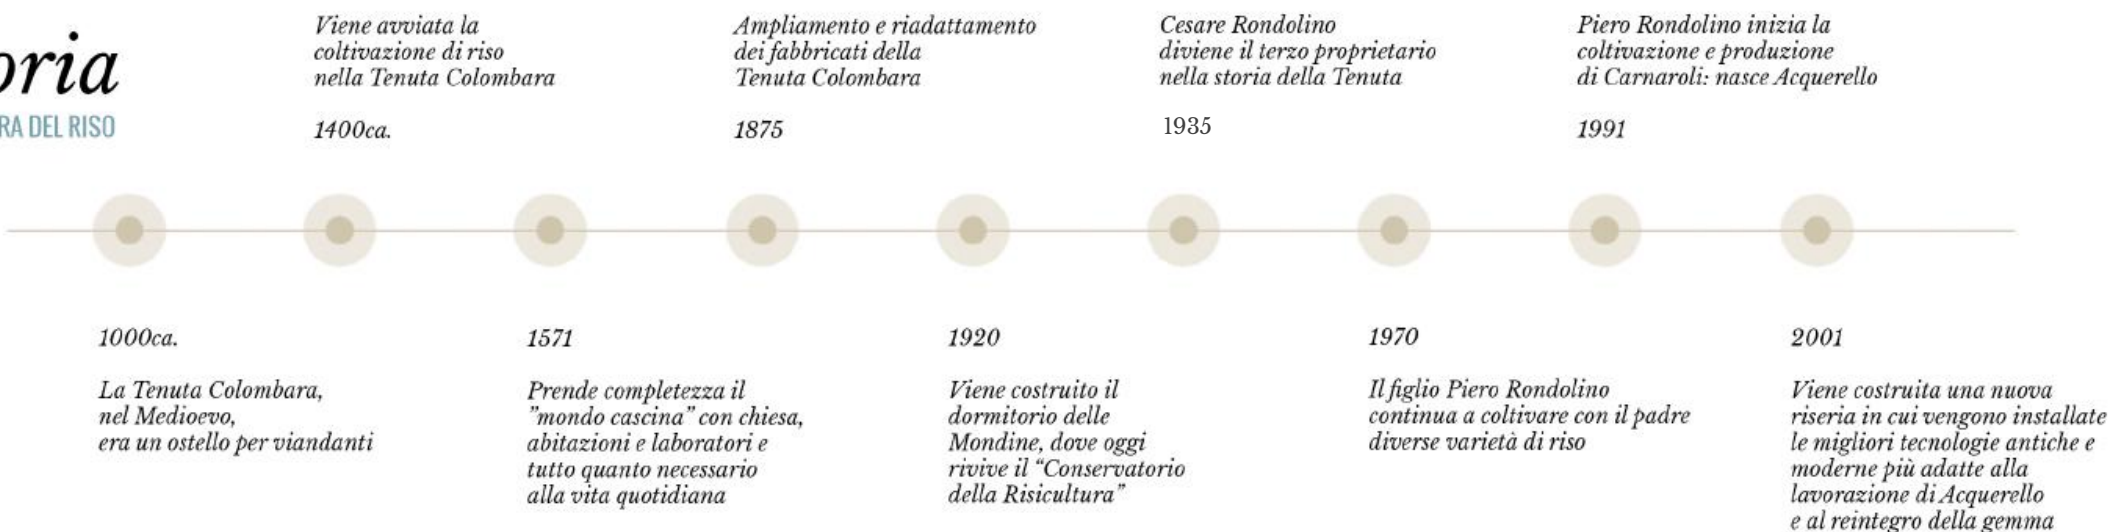 oria
RA DEL RISO
Viene avviata la
coltivazione di riso
nella Tenuta Colombara
1400ca.
Ampliamento e riadattamento
dei fabbricati della
Tenuta Colombara
1875
Cesare Rondolino
diviene il terzo proprietario
nella storia della Tenuta
1935
Piero Rondolino inizia la
coltivazione e produzione
di Carnaroli: nasce Acquerello
1991
1000ca.
La Tenuta Colombara,
nel Medioevo,
era un ostello per viandanti
1571
Prende completezza il
"mondo cascina" con chiesa,
abitazioni e laboratori e
tutto quanto necessario
alla vita quotidiana
1920
Viene costruito il
dormitorio delle
Mondine, dove oggi
rivive il “Conservatorio
della Risicultura”
1970
Il figlio Piero Rondolino
continua a coltivare con il padre
diverse varietà di riso
2001
Viene costruita una nuova
riseria in cui vengono installate
le migliori tecnologie antiche e
moderne più adatte alla
lavorazione di Acquerello
e al reintegro della gemma